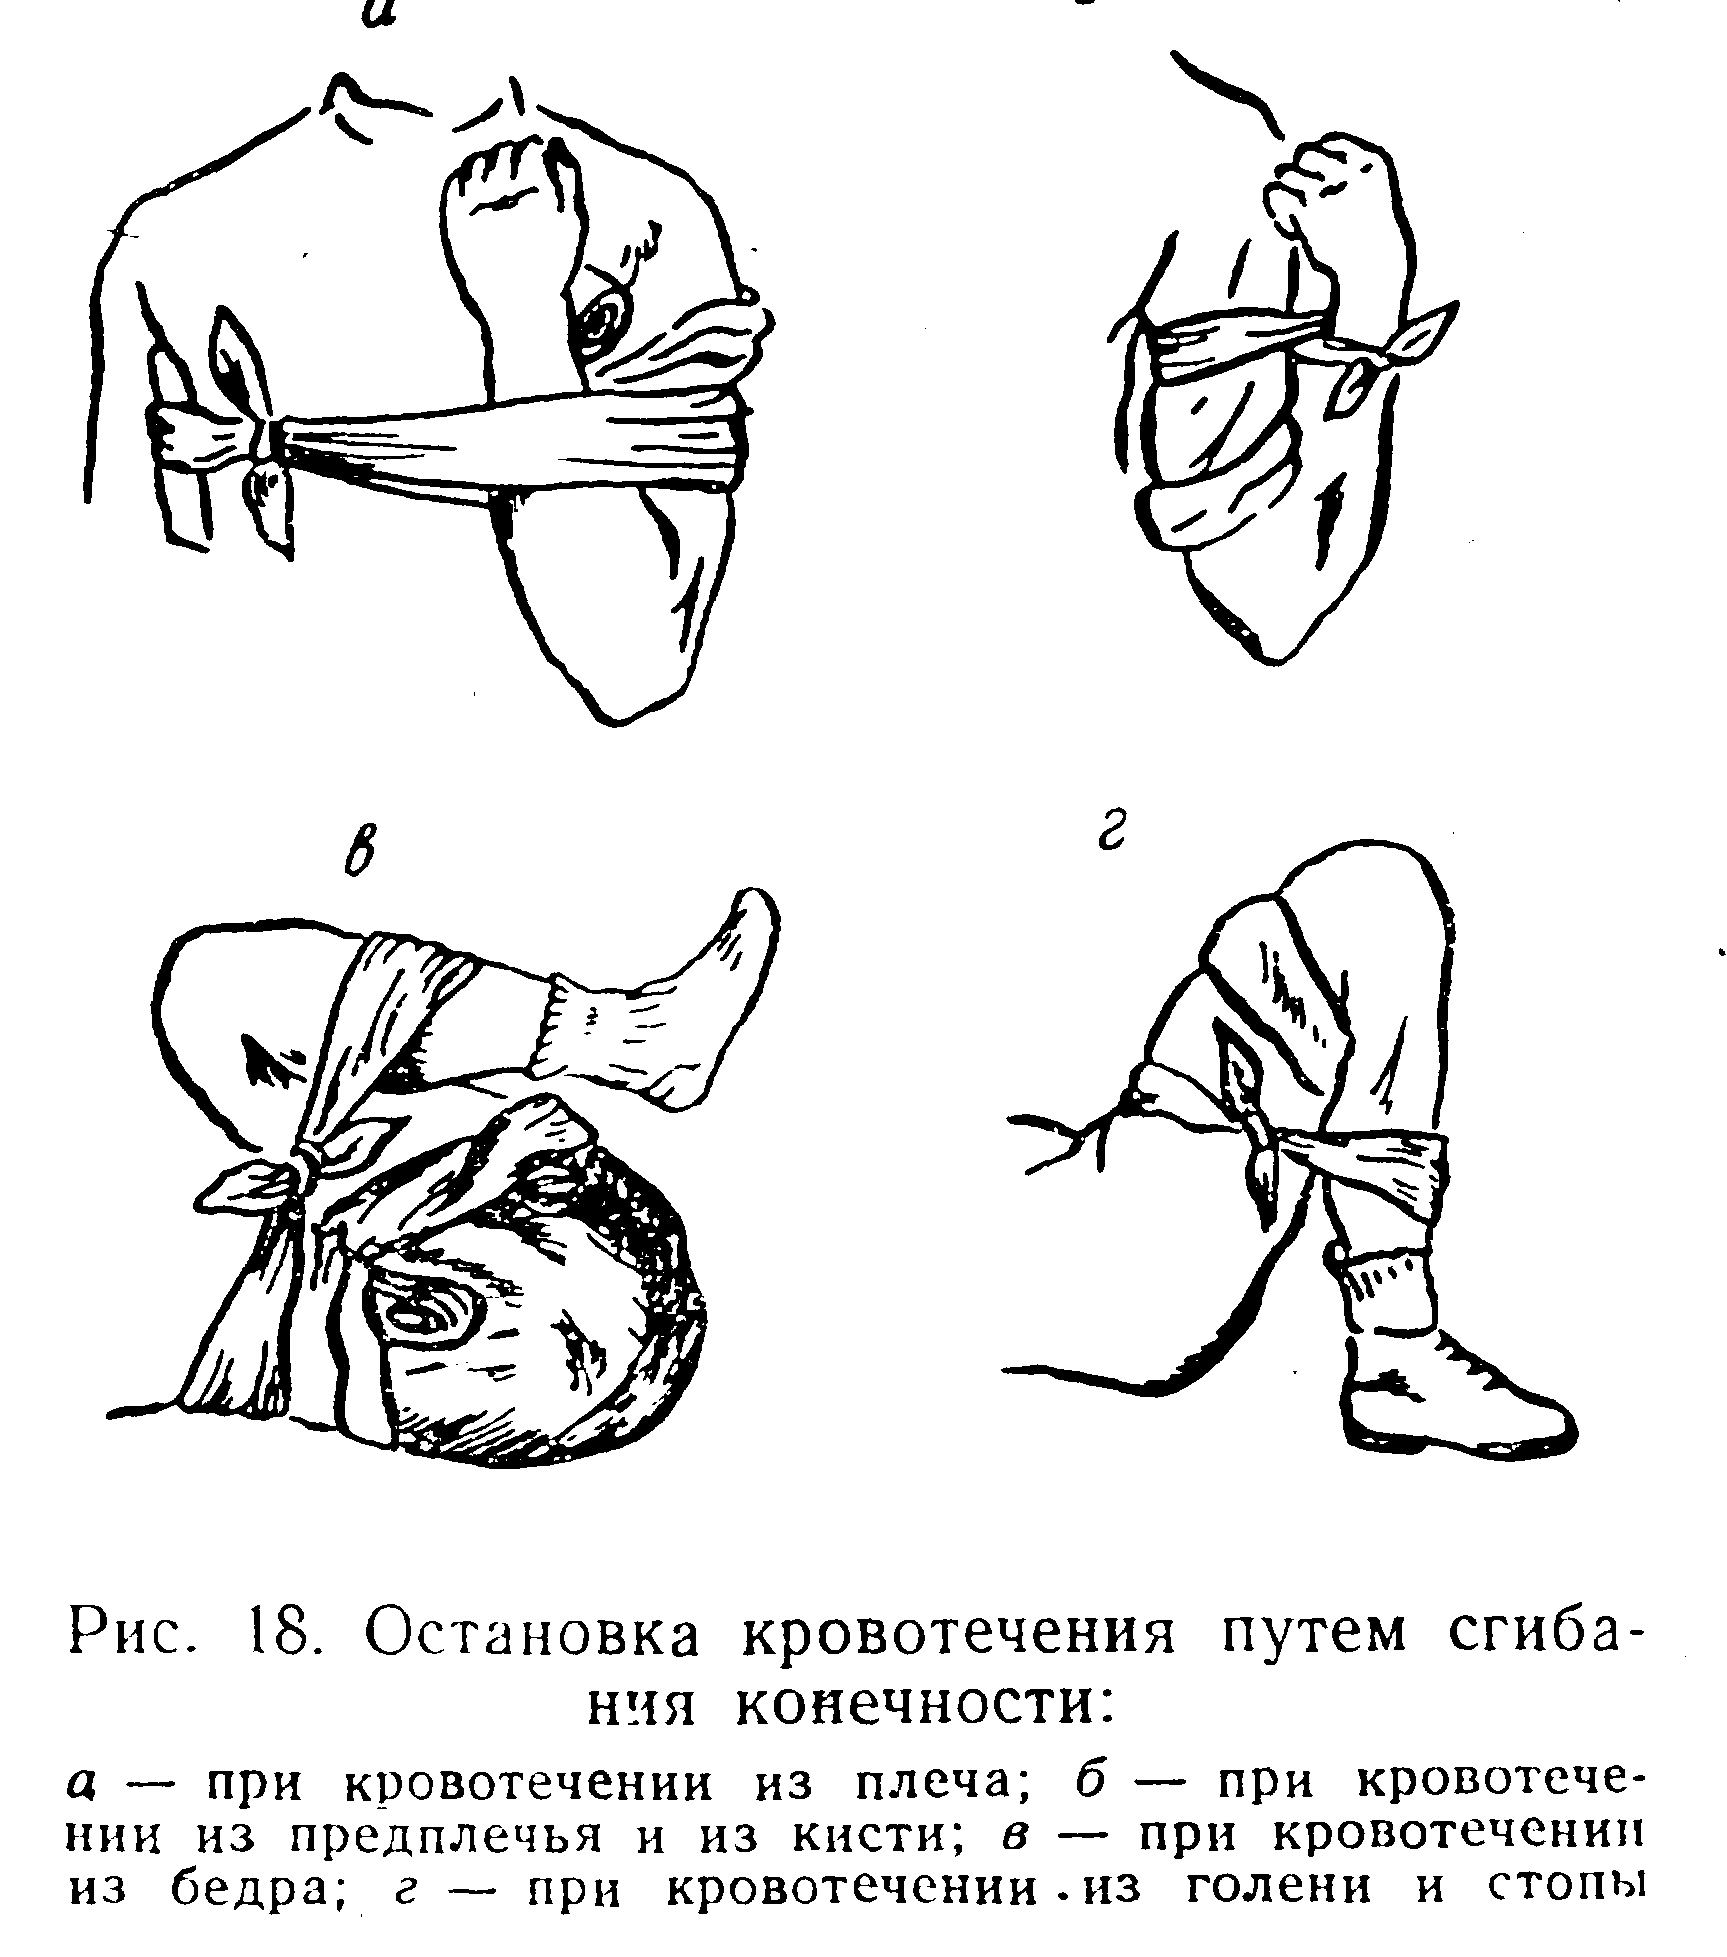 а
в
г
Рис. 18. Остановка кровотечения путем сгиба-
ния конечности:
а — при кровотечении из плеча; б — при кровотече-
нии из предплечья и из кисти; в — при кровотечении
из бедра; г — при кровотечении из голени и стопы